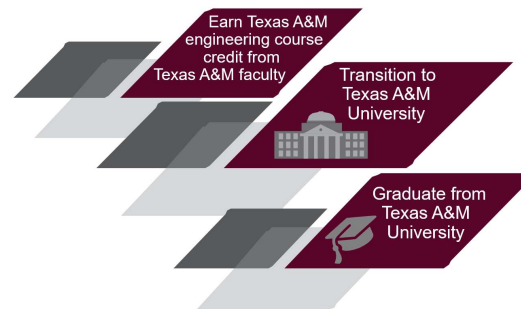 Earn Texas A&M
engineering course
credit from
Texas A&M faculty
Transition to
Texas A&M
University
Graduate from
Texas A&M
University